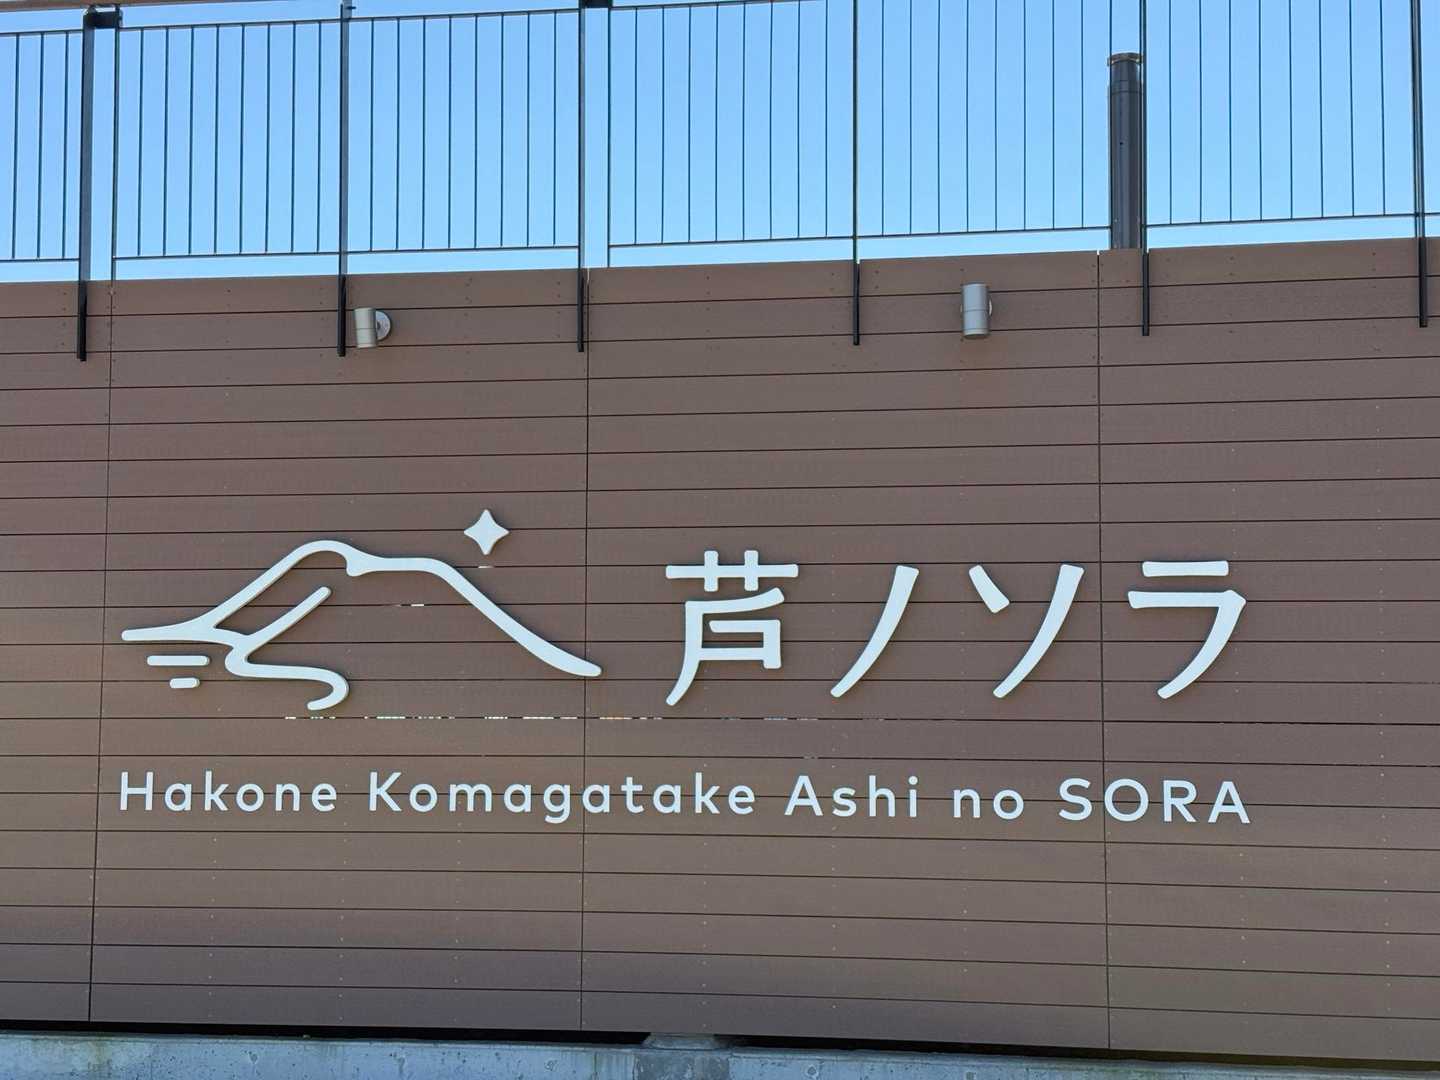 芦ノソラ
Hakone Komagatake Ashi no SORA